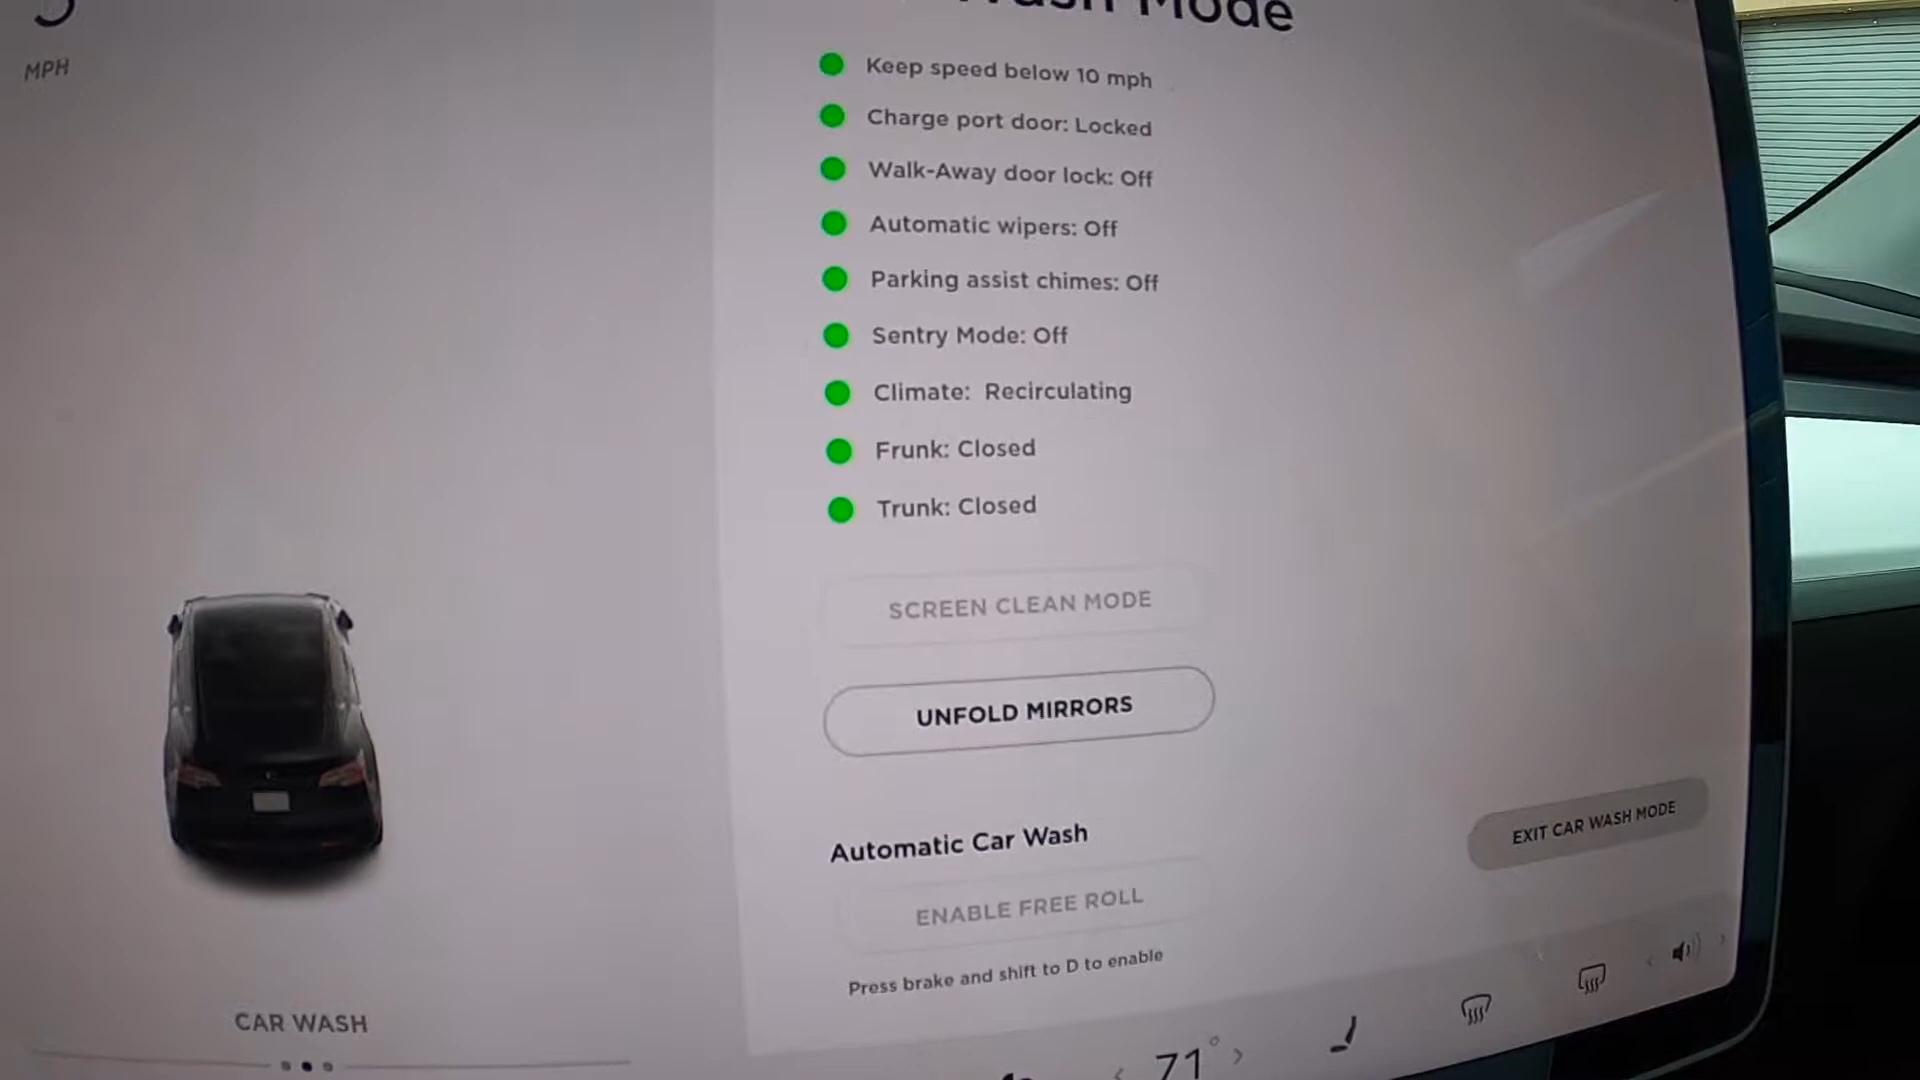 Wash Mode
MPH
Keep speed below 10 mph
Charge port door: Locked
Walk-Away door lock: Off
Automatic wipers: Off
Parking assist chimes: Off
Sentry Mode: Off
Climate: Recirculating
Frunk: Closed
Trunk: Closed
SCREEN CLEAN MODE
UNFOLD MIRRORS
Automatic Car Wash
EXIT CAR WASH MODE
ENABLE FREE ROLL
Press brake and shift to D to enable
CAR WASH
71°